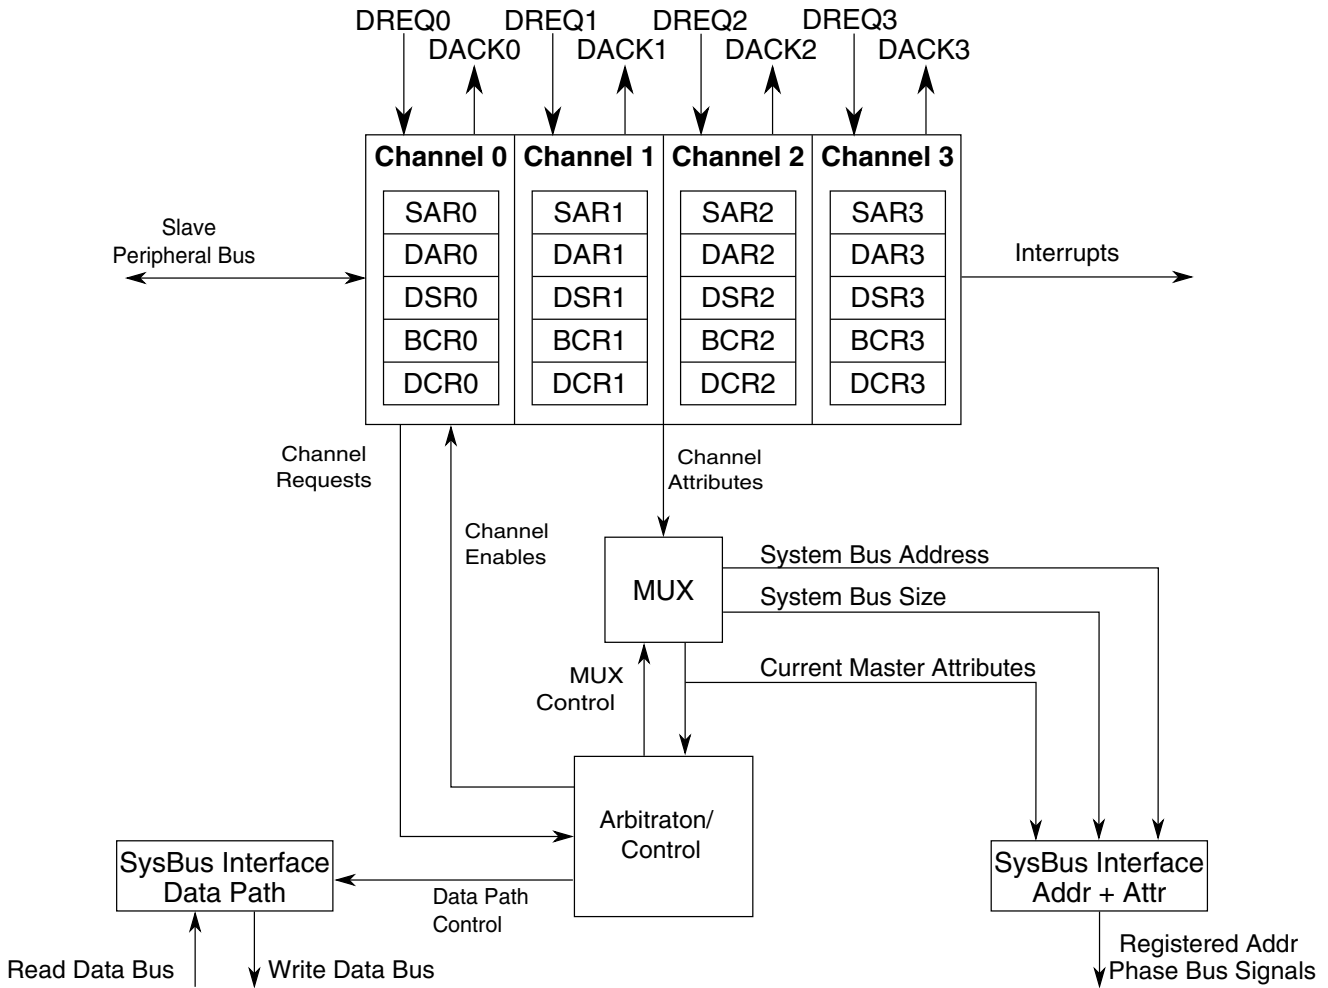 DREQ0
DREQ1
DREQ2
DREQ3
DACK0
DACK1
DACK2
DACK3
Channel 0
Channel 1
Channel 2
Channel 3
SAR0
SAR1
SAR2
SAR3
DAR0
DAR1
DAR2
DAR3
DSR0
DSR1
DSR2
DSR3
BCR0
BCR1
BCR2
BCR3
DCR0
DCR1
DCR2
DCR3
Slave
Peripheral Bus
Interrupts
Channel
Requests
Channel
Attributes
Channel
Enables
MUX
System Bus Address
System Bus Size
Current Master Attributes
MUX
Control
Arbitraton/
Control
SysBus Interface
Data Path
Data Path
Control
SysBus Interface
Addr + Attr
Read Data Bus
Write Data Bus
Registered Addr
Phase Bus Signals